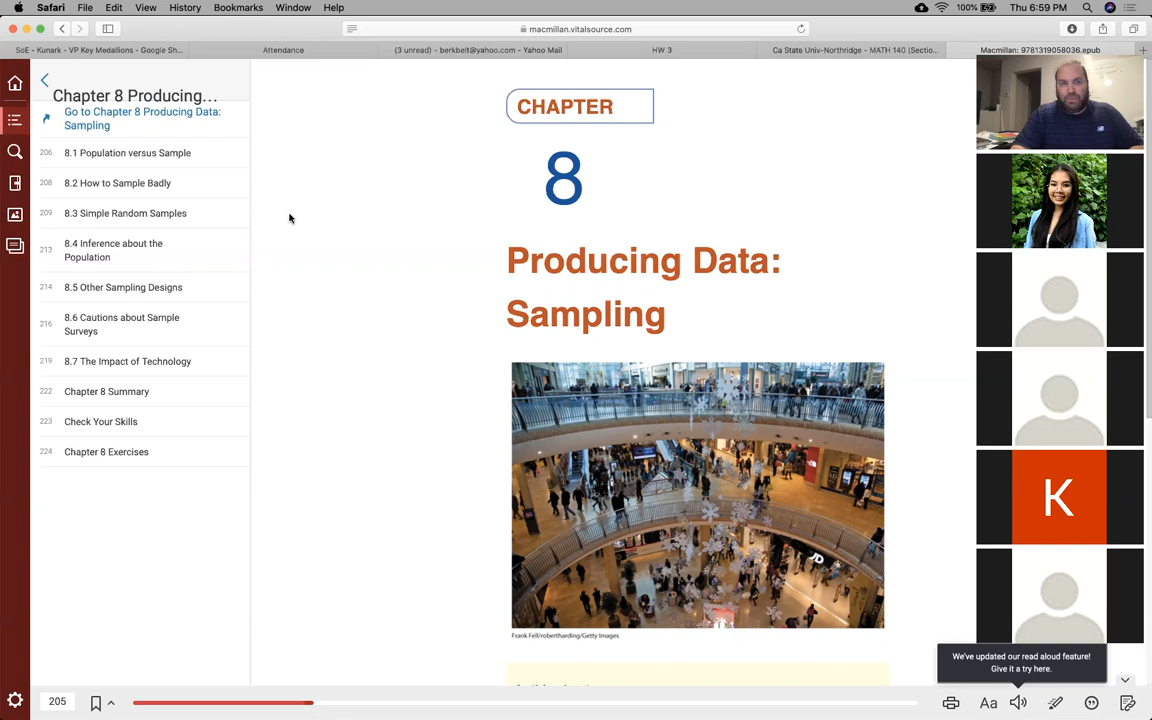 Safari File Edit View History Bookmarks Window Help 100% Thu 6:59 PM
macmillan.vitalsource.com
SoE - Kunark - VP Key Medallions - Google Sh... Attendance (3 unread) - berkbeit@yahoo.com - Yahoo Mail HW 3 Ca State Univ-Northridge - MATH 140 (Sectio... Macmillan: 9781319058036.epub
Chapter 8 Producing...
Go to Chapter 8 Producing Data:
Sampling
206 8.1 Population versus Sample
208 8.2 How to Sample Badly
209 8.3 Simple Random Samples
213 8.4 Inference about the
Population
214 8.5 Other Sampling Designs
216 8.6 Cautions about Sample
Surveys
219 8.7 The Impact of Technology
222 Chapter 8 Summary
223 Check Your Skills
224 Chapter 8 Exercises
CHAPTER
8
Producing Data:
Sampling
JD
Frank Fell/robertharding/Getty Images
K
We've updated our read aloud feature!
Give it a try here.
205
Aa